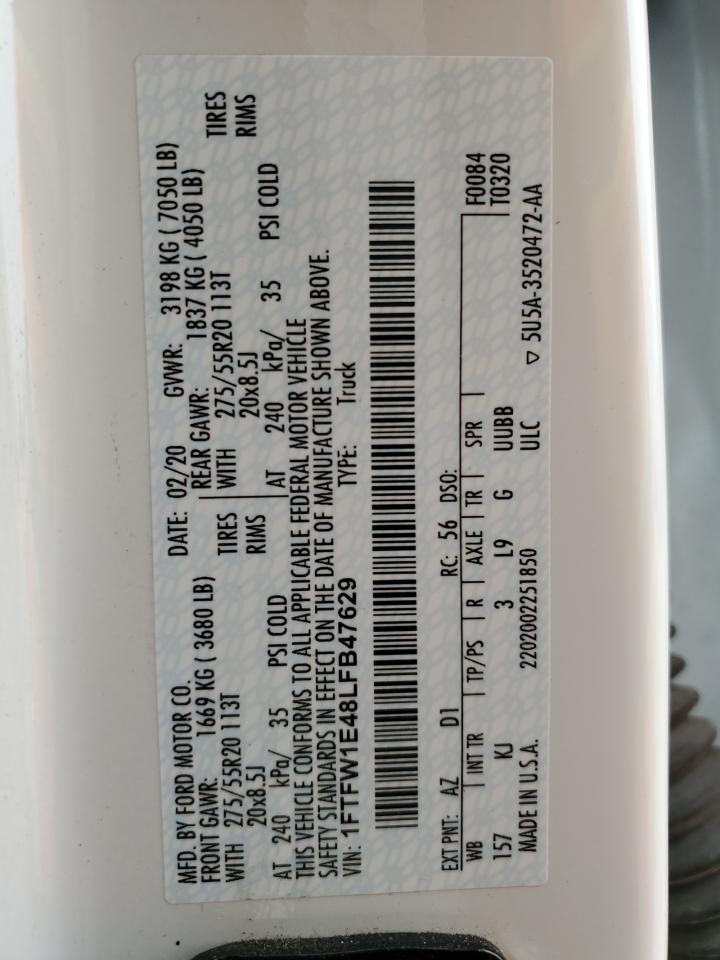 MFD. BY FORD MOTOR CO. DATE: 02/20 GVWR: 3198 KG ( 7050 LB)
FRONT GAWR: 1669 KG ( 3680 LB) REAR GAWR: 1837 KG ( 4050 LB)
WITH 275/55R20 113T TIRES WITH 275/55R20 113T TIRES
20x8.5J RIMS 20x8.5J RIMS
AT 240 kPa/ 35 PSI COLD AT 240 kPa/ 35 PSI COLD
THIS VEHICLE CONFORMS TO ALL APPLICABLE FEDERAL MOTOR VEHICLE
SAFETY STANDARDS IN EFFECT ON THE DATE OF MANUFACTURE SHOWN ABOVE.
VIN: 1FTFW1E48LFB47629 TYPE: Truck
EXT PNT: AZ D1 RC: 56 DSO: F0084
WB INT TR TP/PS R AXLE TR SPR T0320
157 KJ 3 L9 G UUBB
MADE IN U.S.A. 2202002251850 ULC ▽ 5U5A-3520472-AA